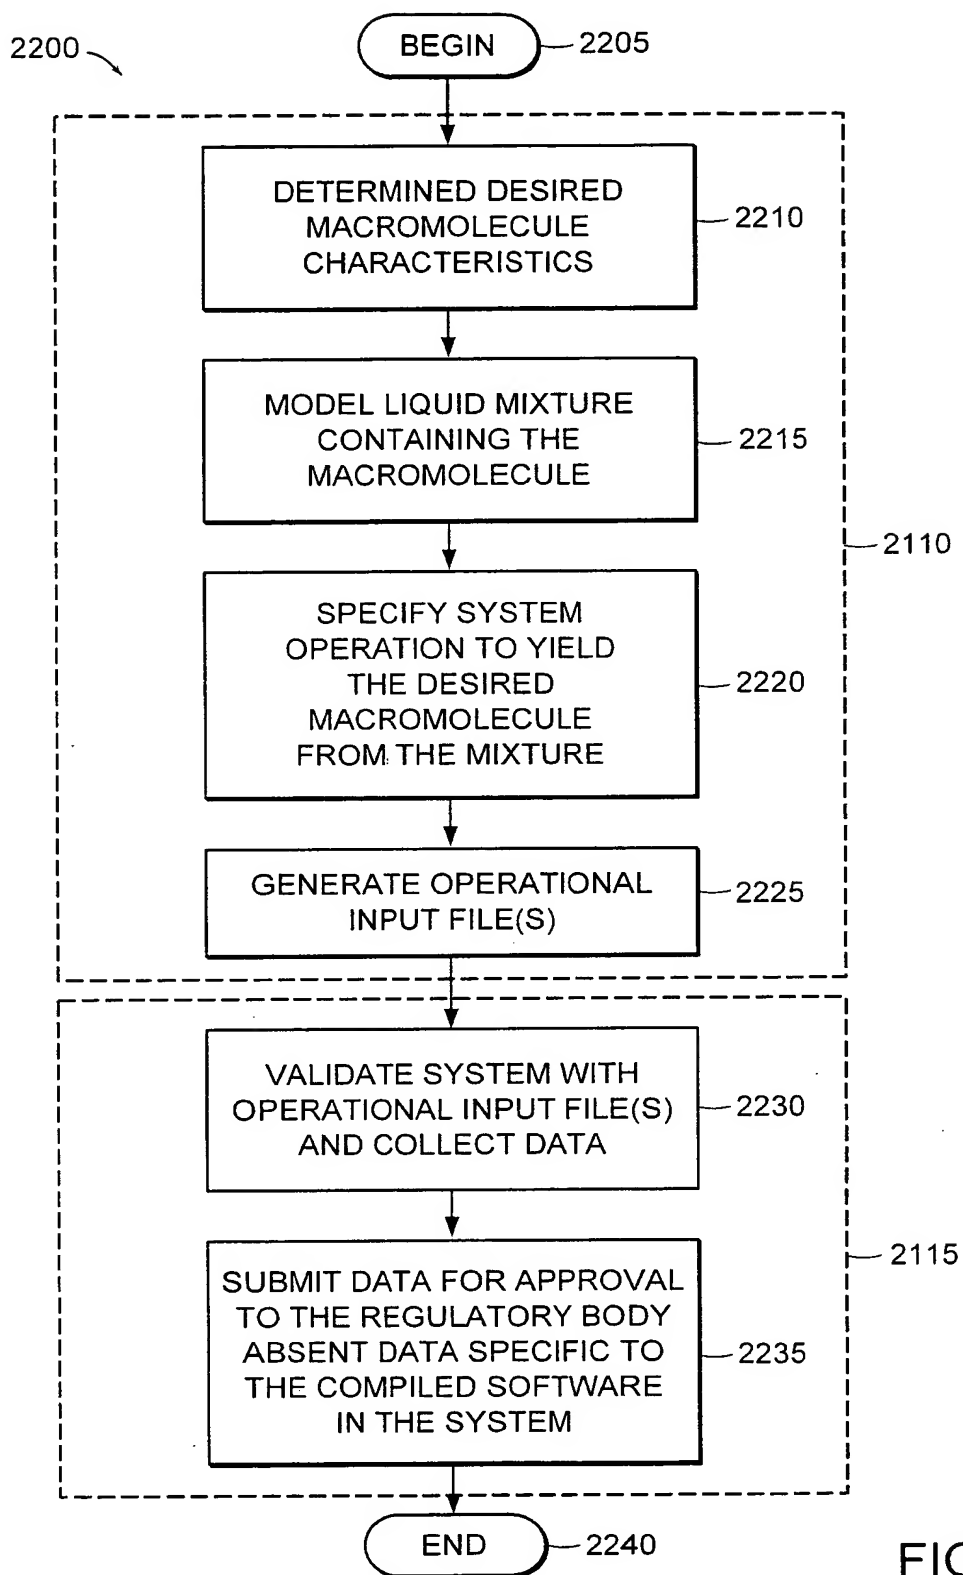 2200
BEGIN
2205
DETERMINED DESIRED
MACROMOLECULE
CHARACTERISTICS
2210
MODEL LIQUID MIXTURE
CONTAINING THE
MACROMOLECULE
2215
2110
SPECIFY SYSTEM
OPERATION TO YIELD
THE DESIRED
MACROMOLECULE
FROM THE MIXTURE
2220
GENERATE OPERATIONAL
INPUT FILE(S)
2225
VALIDATE SYSTEM WITH
OPERATIONAL INPUT FILE(S)
AND COLLECT DATA
2230
2115
SUBMIT DATA FOR APPROVAL
TO THE REGULATORY BODY
ABSENT DATA SPECIFIC TO
THE COMPILED SOFTWARE
IN THE SYSTEM
2235
END
2240
FIG